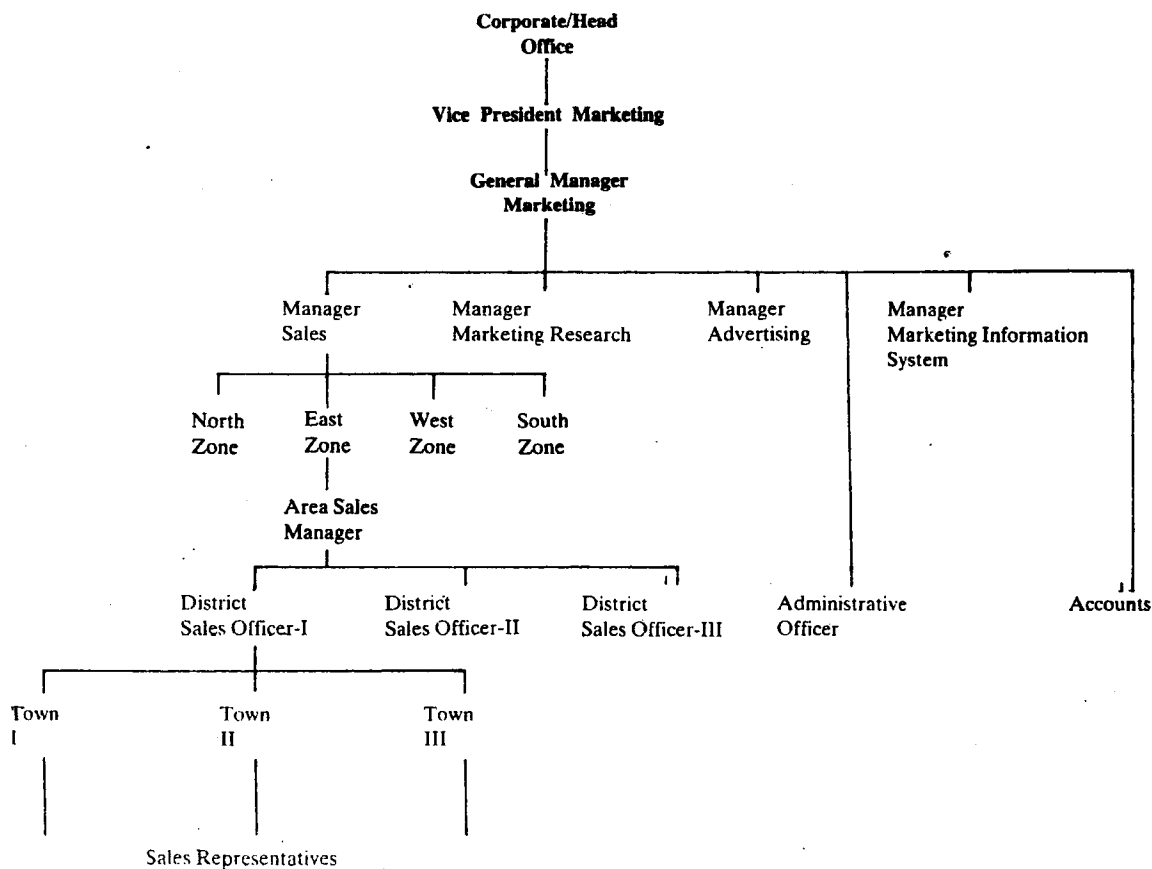 Corporate/Head
Office
Vice President Marketing
General Manager
Marketing
Manager
Sales
Manager
Marketing Research
Manager
Advertising
Manager
Marketing Information
System
North
Zone
East
Zone
West
Zone
South
Zone
Area Sales
Manager
District
Sales Officer-I
District
Sales Officer-II
District
Sales Officer-III
Administrative
Officer
Accounts
Town
I
Town
II
Town
III
Sales Representatives